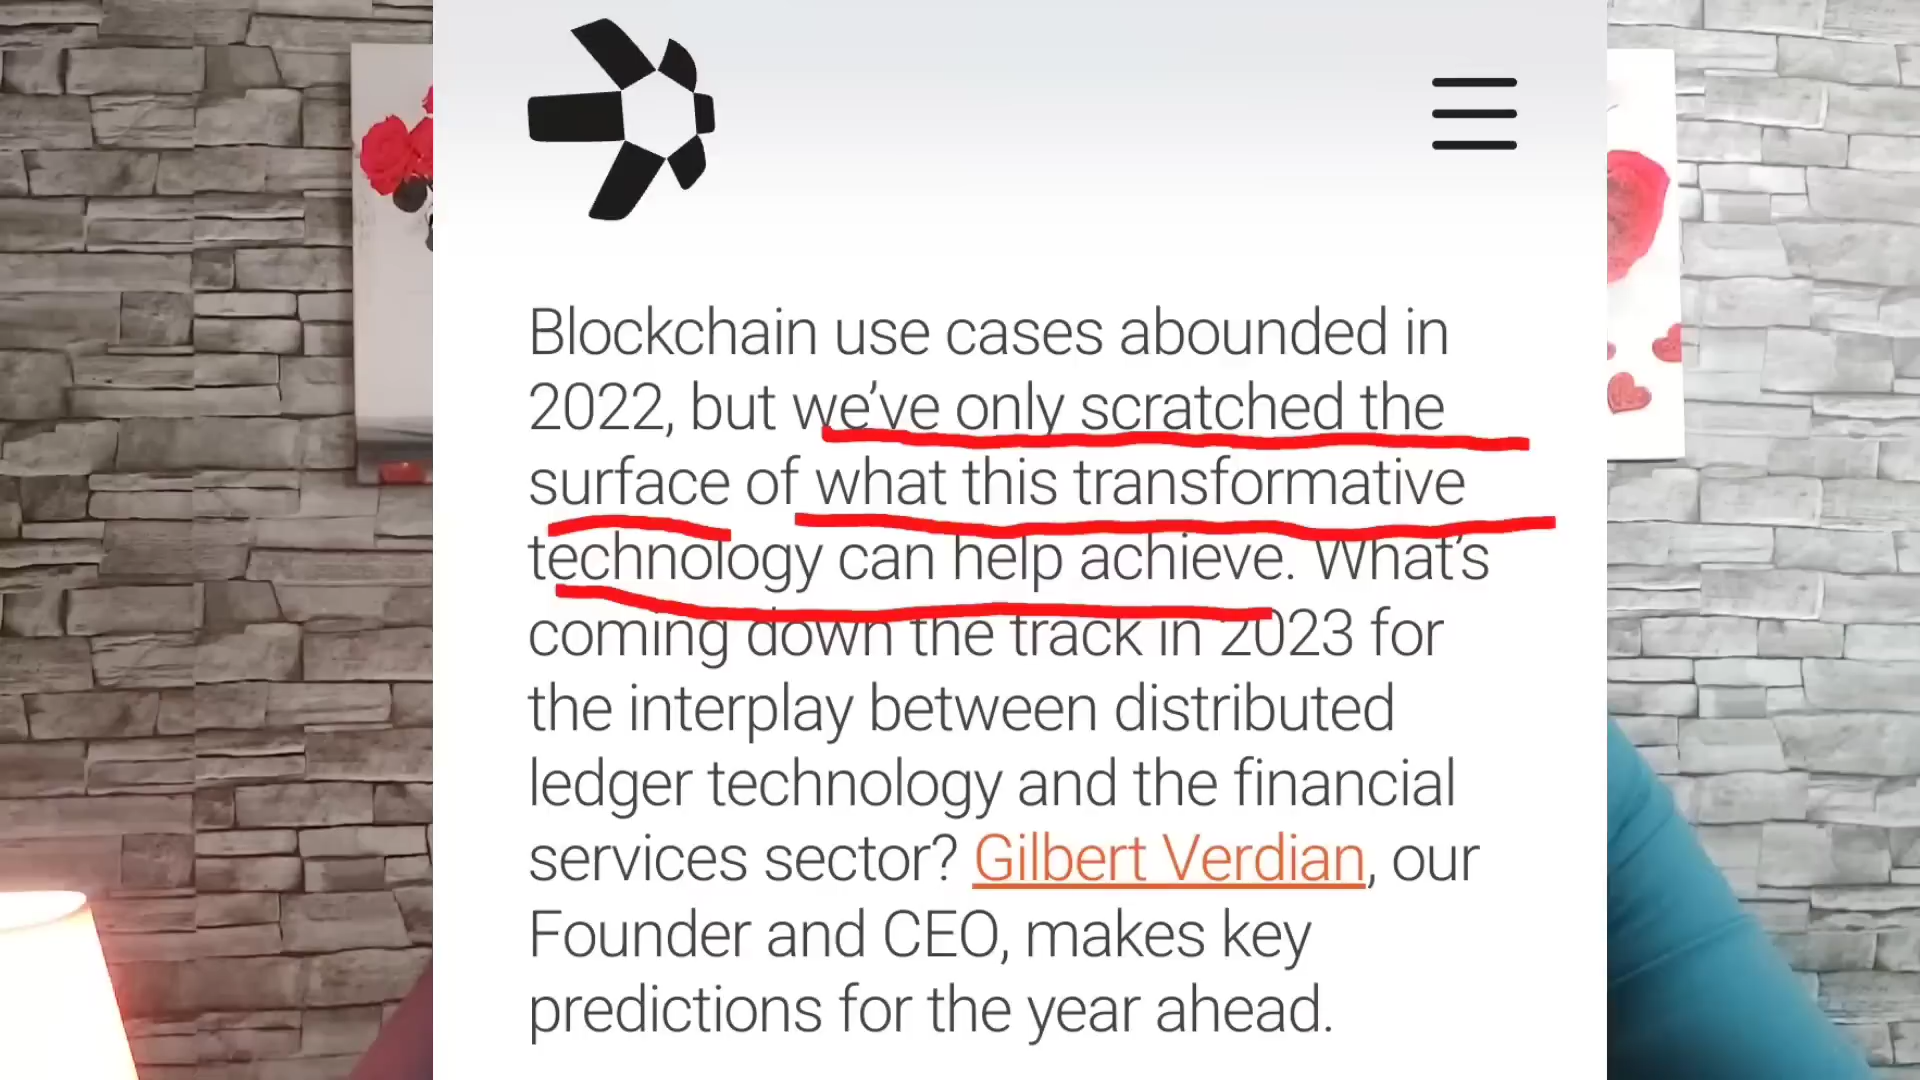 Blockchain use cases abounded in
2022, but we've only scratched the
surface of what this transformative
technology can help achieve. What's
coming down the track in 2023 for
the interplay between distributed
ledger technology and the financial
services sector? Gilbert Verdian, our
Founder and CEO, makes key
predictions for the year ahead.